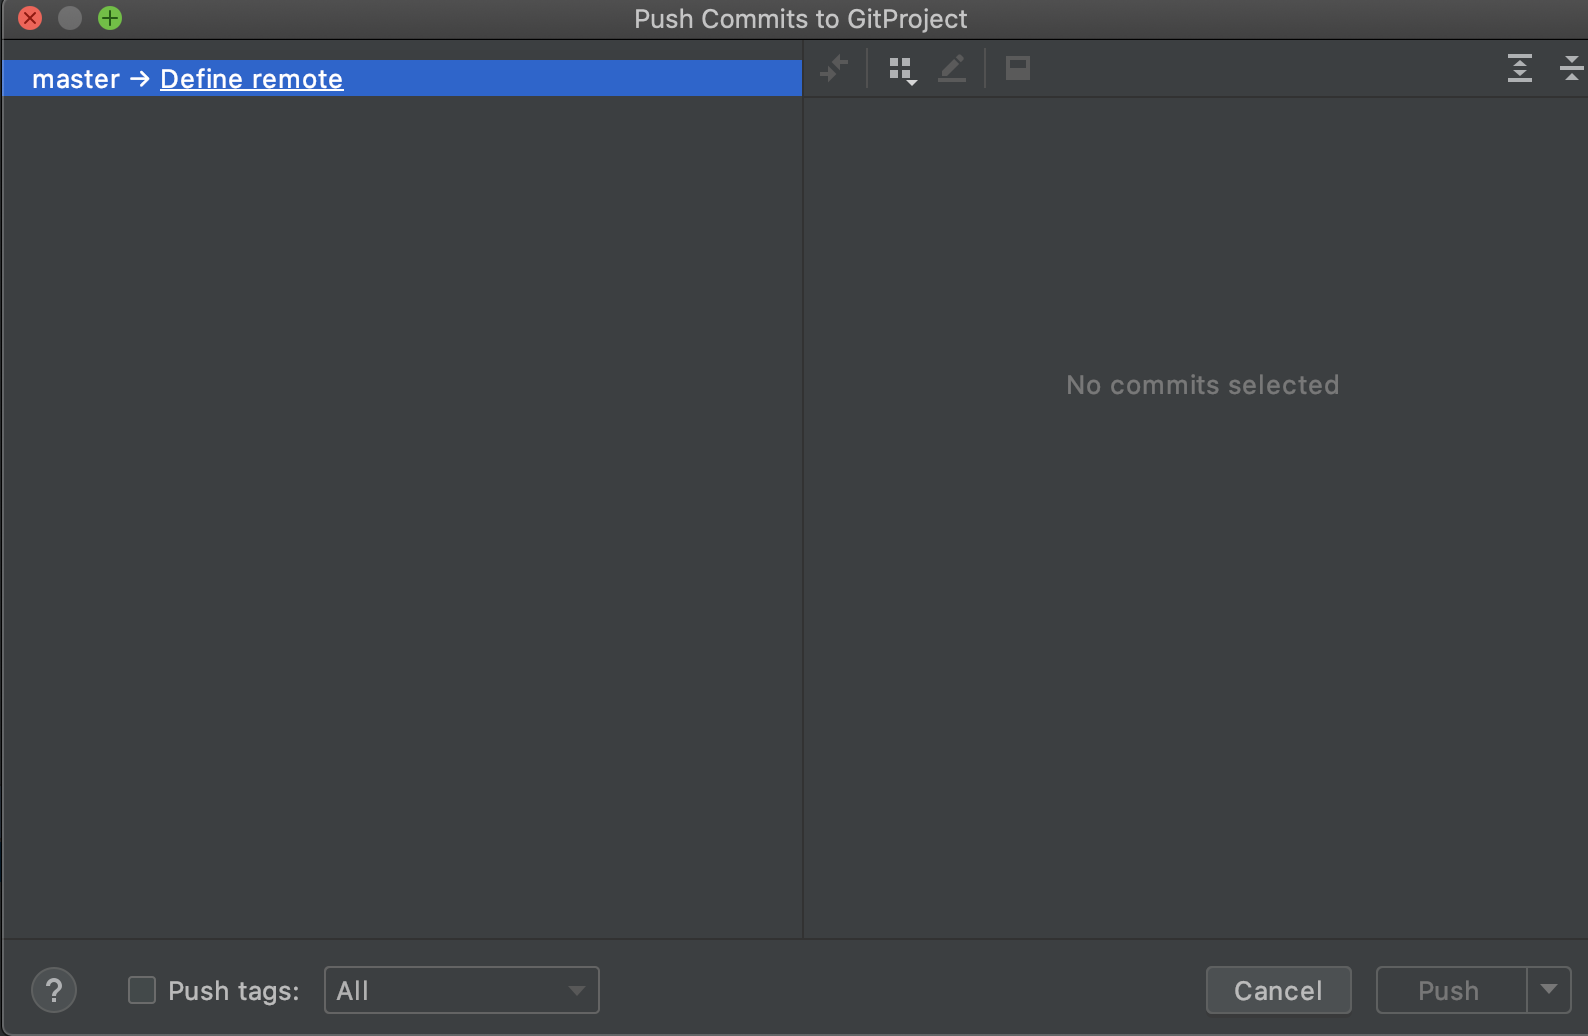 Push Commits to GitProject
master → Define remote
No commits selected
? Push tags: All Cancel Push